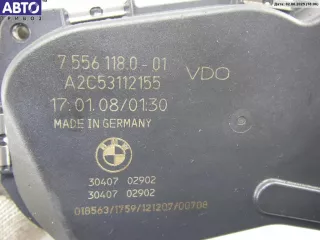 АВТО
7 556 118.0-01
VDO
A2C53112155
17.01.08/01:30
MADE IN GERMANY
BMW
30407 02902
30407 02902
018563/1759/121207/00708